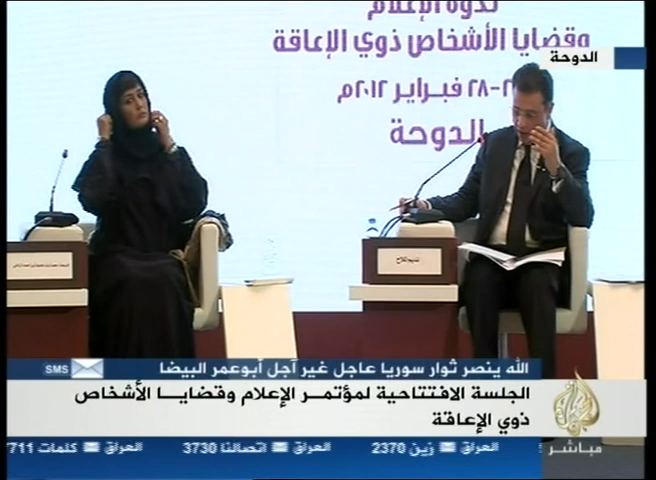 ندوة الإعلام
وقضايا الأشخاص ذوي الإعاقة
٢٨ فبراير ٢٠١٢م
الدوحة
الدوحة
الله ينصر ثوار سوريا عاجل غير آجل أبوعمر البيضا
SMS
الجلسة الافتتاحية لمؤتمر الإعلام وقضايا الأشخاص
ذوي الإعاقة
مباشر
العراق زين 2370 العراق اتصالنا 3730 العراق كلمات 711